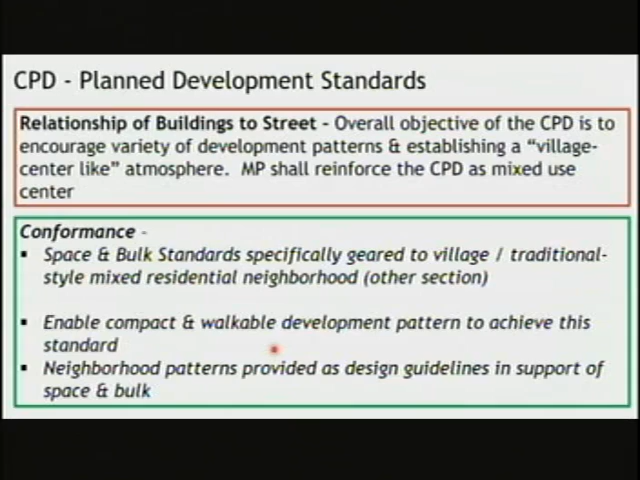 CPD - Planned Development Standards
Relationship of Buildings to Street - Overall objective of the CPD is to
encourage variety of development patterns & establishing a "village-
center like" atmosphere. MP shall reinforce the CPD as mixed use
center
Conformance -
▪ Space & Bulk Standards specifically geared to village / traditional-
style mixed residential neighborhood (other section)
▪ Enable compact & walkable development pattern to achieve this
standard
▪ Neighborhood patterns provided as design guidelines in support of
space & bulk